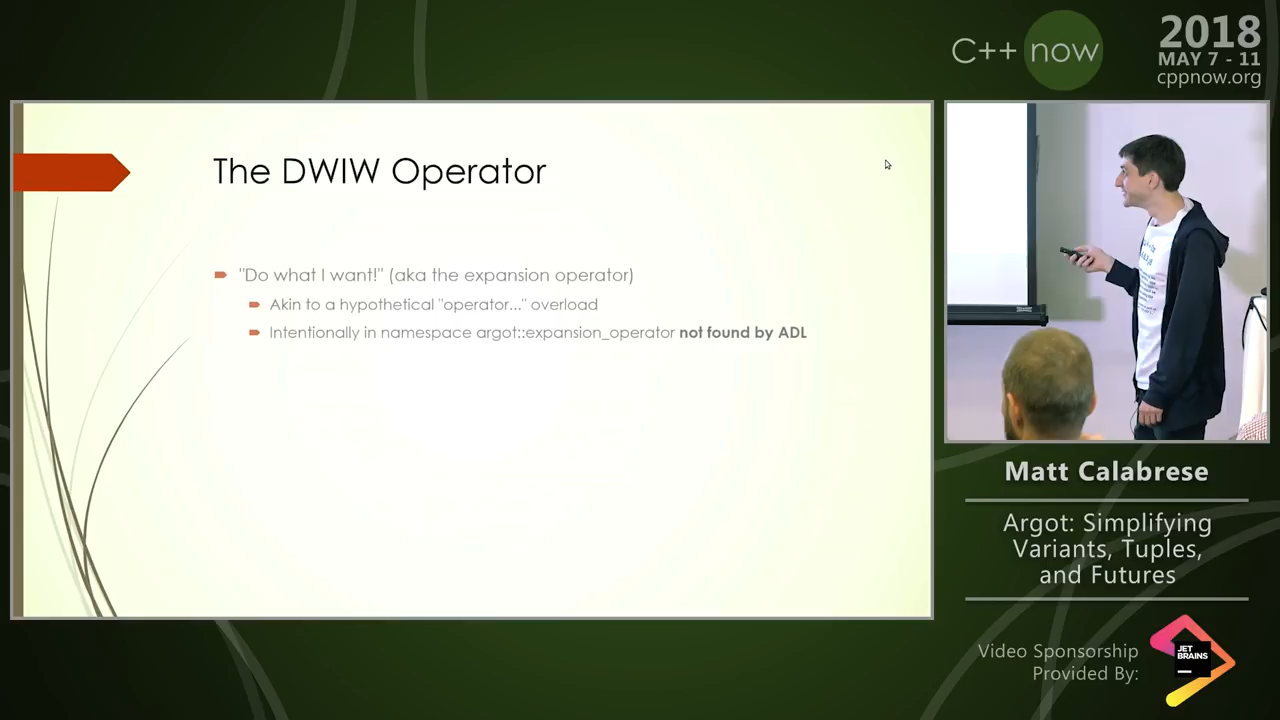 C++ now
2018
MAY 7 - 11
cppnow.org
The DWIW Operator
"Do what I want!" (aka the expansion operator)
Akin to a hypothetical "operator..." overload
Intentionally in namespace argot::expansion_operator not found by ADL
Matt Calabrese
Argot: Simplifying
Variants, Tuples,
and Futures
Video Sponsorship
Provided By:
JET
BRAINS